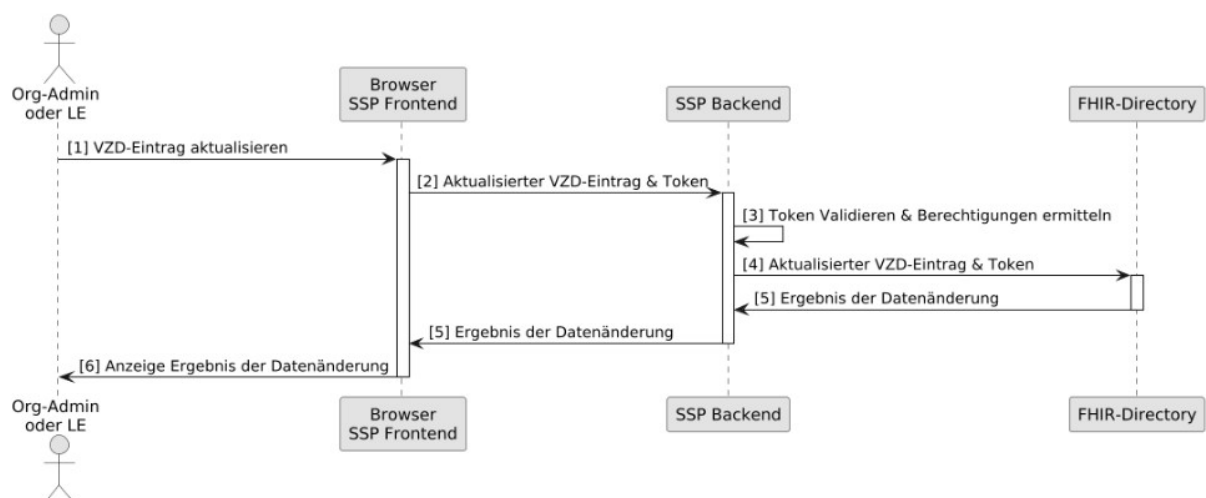 Org-Admin
oder LE
Browser
SSP Frontend
SSP Backend
FHIR-Directory
[1] VZD-Eintrag aktualisieren
[2] Aktualisierter VZD-Eintrag & Token
[3] Token Validieren & Berechtigungen ermitteln
[4] Aktualisierter VZD-Eintrag & Token
[5] Ergebnis der Datenänderung
[5] Ergebnis der Datenänderung
[6] Anzeige Ergebnis der Datenänderung
Org-Admin
oder LE
Browser
SSP Frontend
SSP Backend
FHIR-Directory